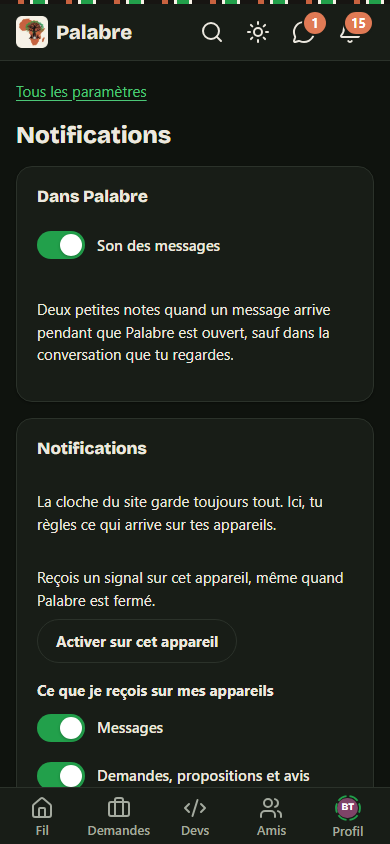 Palabre
1
15
Tous les paramètres
Notifications
Dans Palabre
Son des messages
Deux petites notes quand un message arrive
pendant que Palabre est ouvert, sauf dans la
conversation que tu regardes.
Notifications
La cloche du site garde toujours tout. Ici, tu
règles ce qui arrive sur tes appareils.
Reçois un signal sur cet appareil, même quand
Palabre est fermé.
Activer sur cet appareil
Ce que je reçois sur mes appareils
Messages
Demandes, propositions et avis
BT
Fil
Demandes
Devs
Amis
Profil